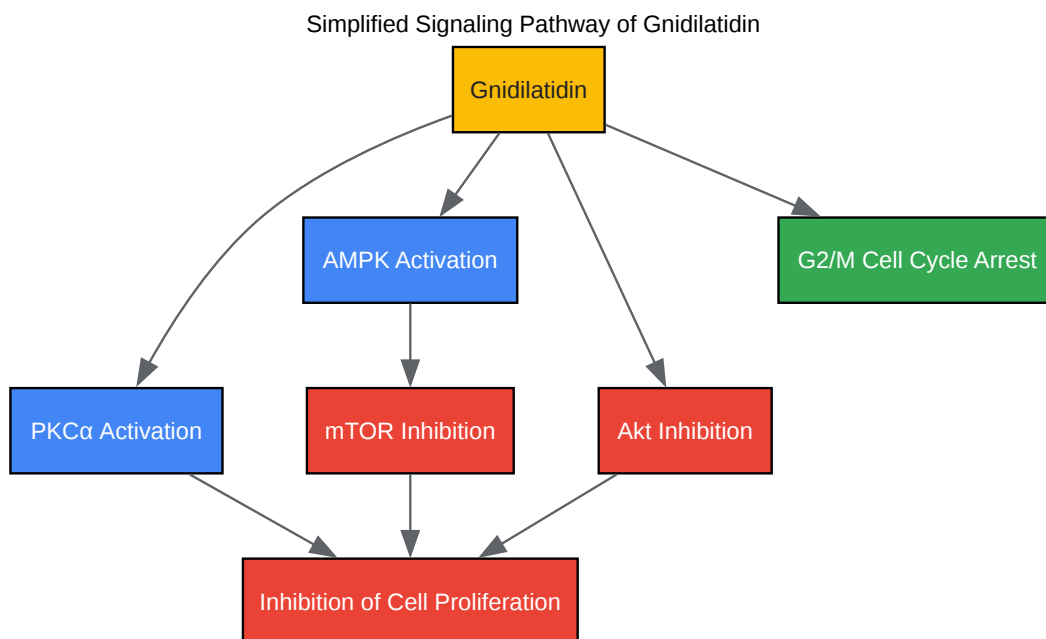 Simplified Signaling Pathway of Gnidilatidin
Gnidilatidin
AMPK Activation
G2/M Cell Cycle Arrest
PKCα Activation
mTOR Inhibition
Akt Inhibition
Inhibition of Cell Proliferation